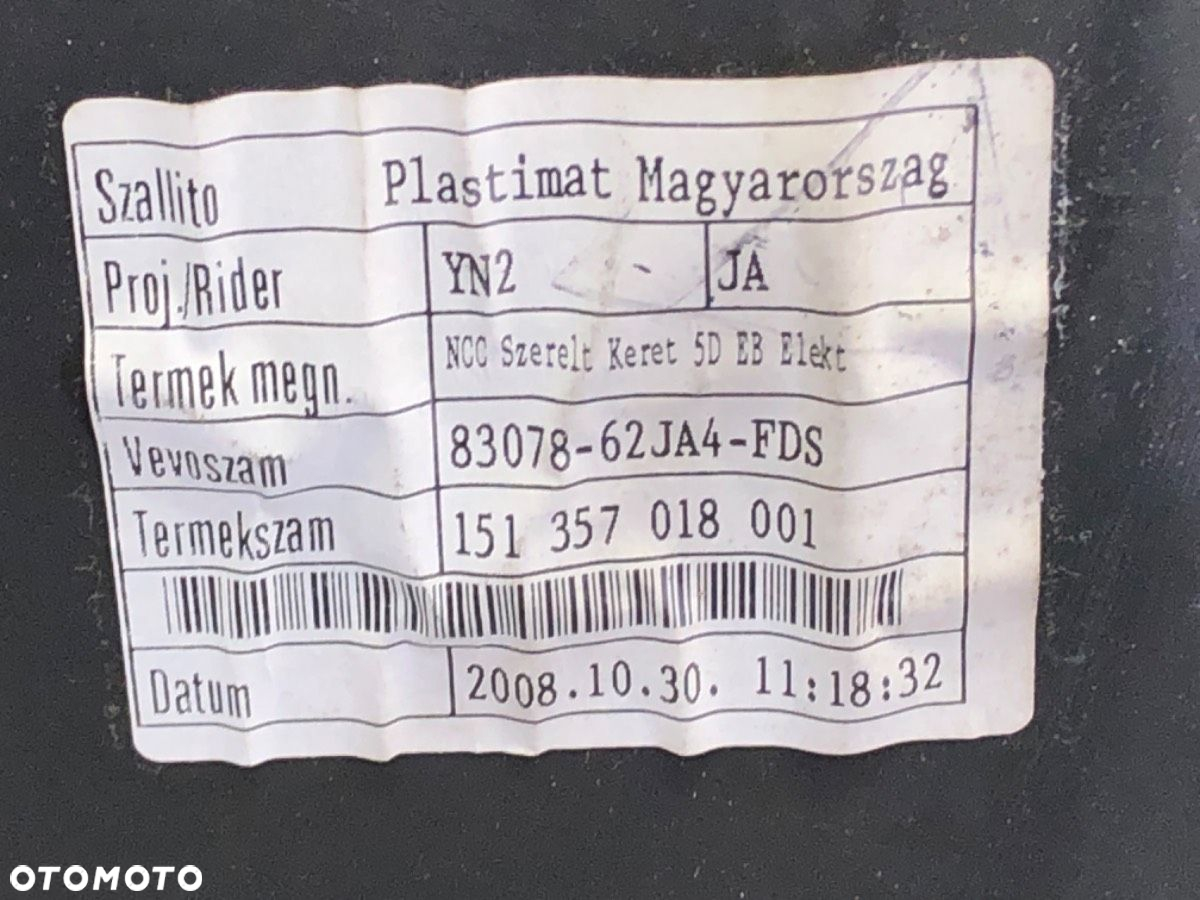 Szallito Plastimat Magyarorszag
Proj./Rider YN2 - JA
Termek megn. NCC Szerelt Keret 5D EB Elekt
Vevoszam 83078-62JA4-FDS
Termekszam 151 357 018 001
Datum 2008.10.30. 11:18:32
OTOMOTO